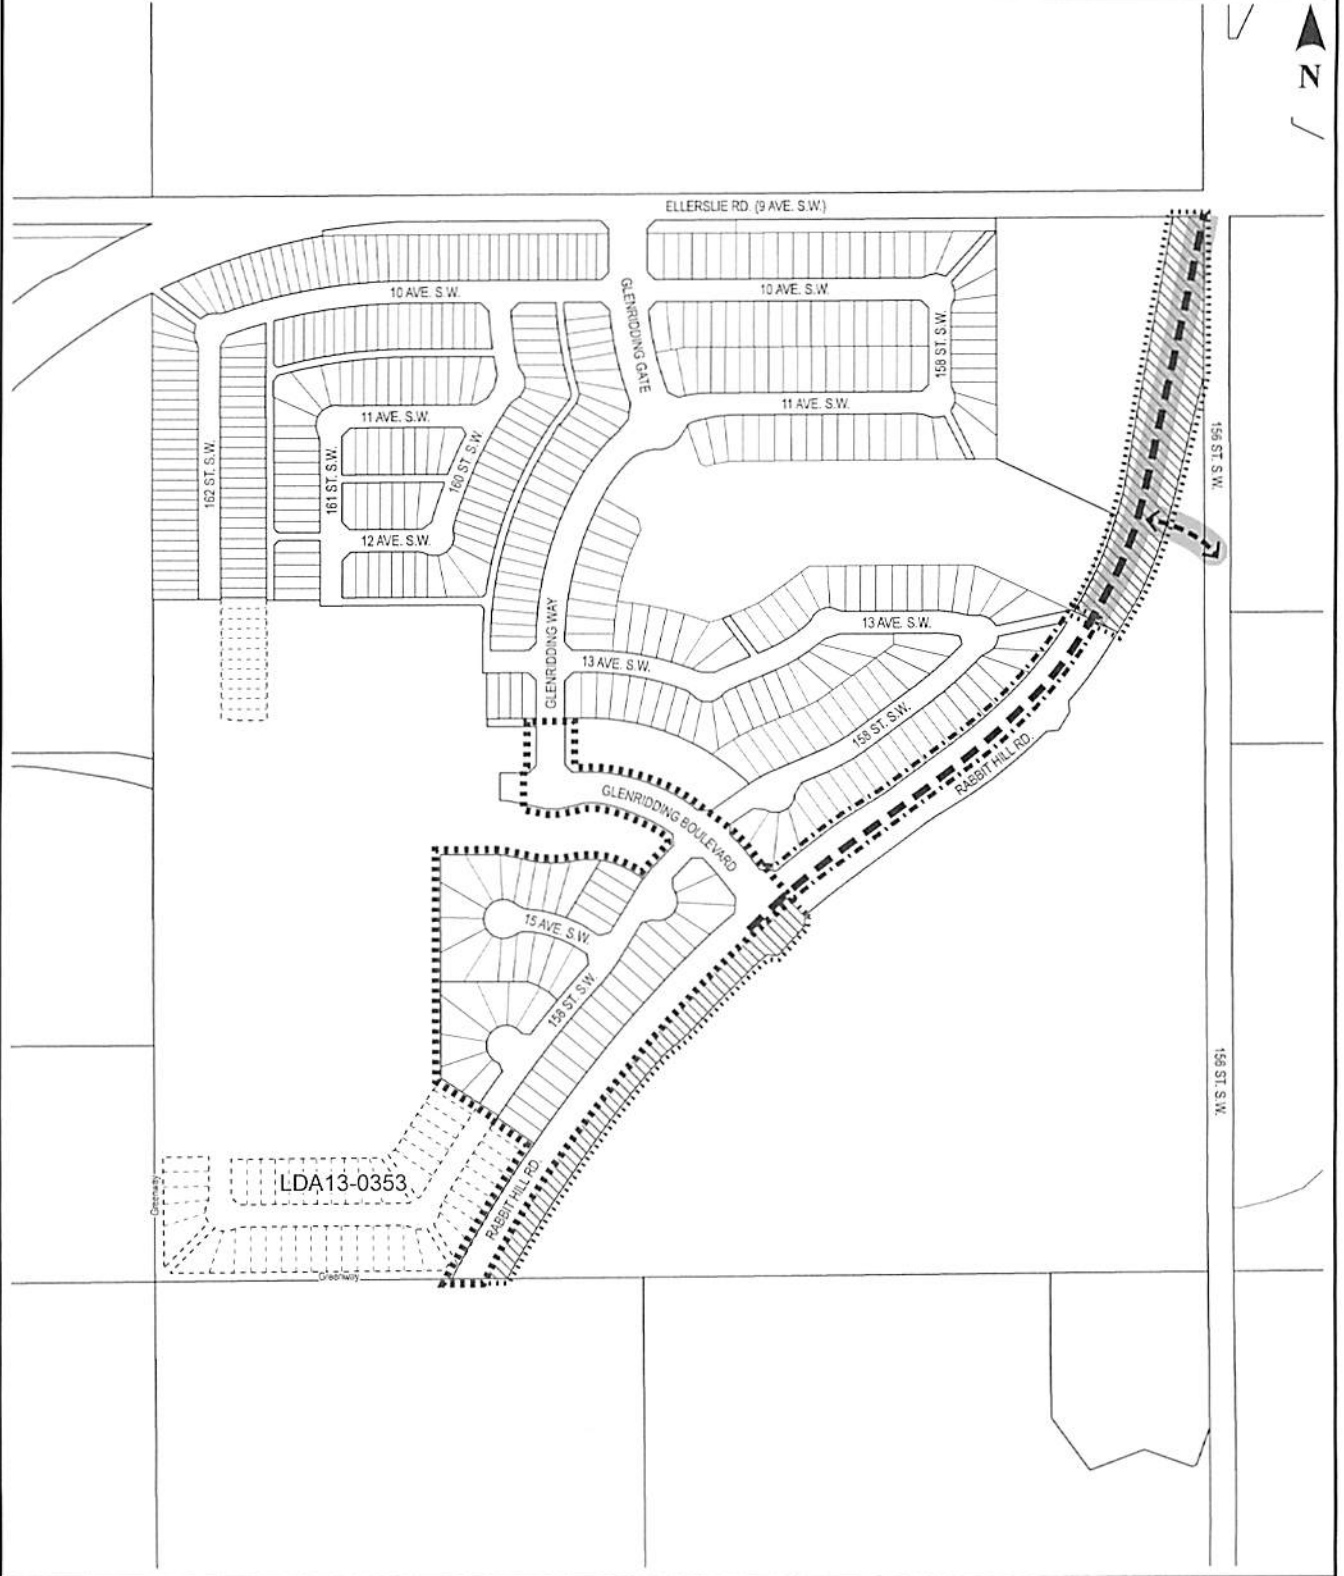 N
ELLERSLIE RD. (9 AVE. S.W.)
10 AVE. S.W.
10 AVE. S.W.
GLENRIDDING GATE
158 ST. S.W.
11 AVE. S.W.
11 AVE. S.W.
156 ST. S.W.
162 ST. S.W.
161 ST. S.W.
160 ST. S.W.
12 AVE. S.W.
GLENRIDDING WAY
13 AVE. S.W.
13 AVE. S.W.
158 ST. S.W.
RABBIT HILL RD.
GLENRIDDING BOULEVARD
15 AVE. S.W.
158 ST. S.W.
156 ST. S.W.
LDA13-0353
RABBIT HILL RD.
Greenway
Greenway